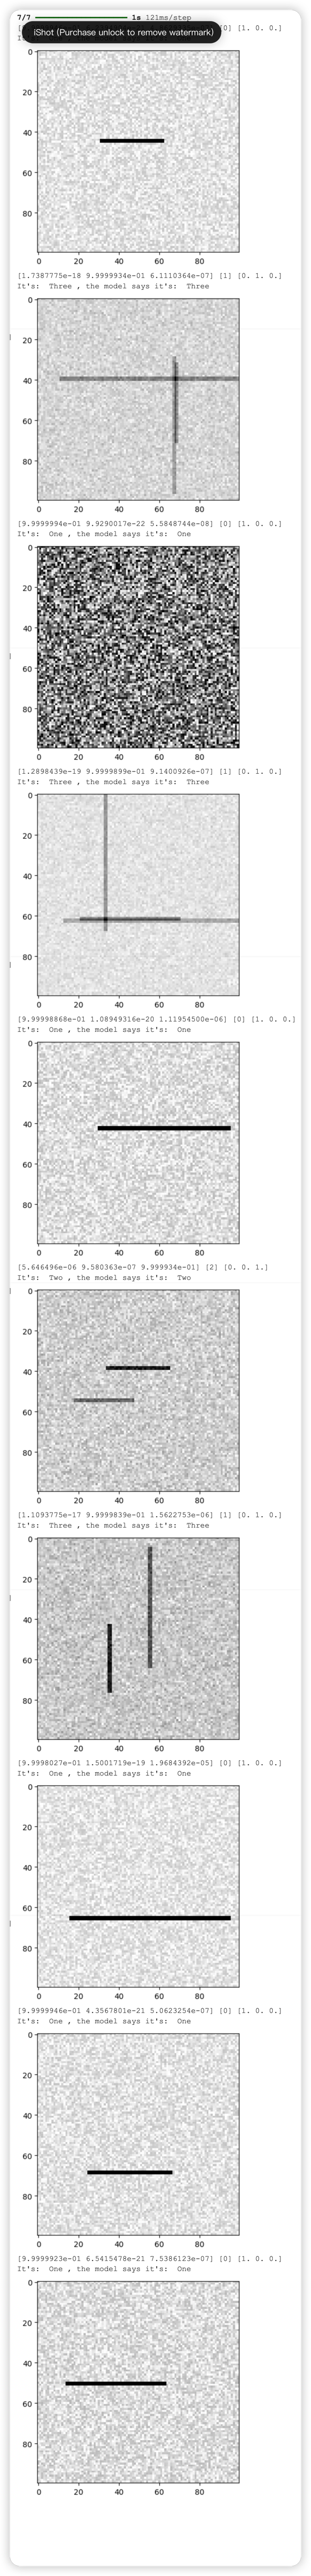 7/7 1s 121ms/step
iShot (Purchase unlock to remove watermark)
[0] [1. 0. 0.]
0
20
40
60
80
0 20 40 60 80
[1.7387775e-18 9.9999934e-01 6.1110364e-07] [1] [0. 1. 0.]
It's:  Three , the model says it's:  Three
0
20
40
60
80
0 20 40 60 80
[9.9999994e-01 9.9290017e-22 5.5848744e-08] [0] [1. 0. 0.]
It's:  One , the model says it's:  One
0
20
40
60
80
0 20 40 60 80
[1.2898439e-19 9.9999899e-01 9.1400926e-07] [1] [0. 1. 0.]
It's:  Three , the model says it's:  Three
0
20
40
60
80
0 20 40 60 80
[9.99998868e-01 1.08949316e-20 1.11954500e-06] [0] [1. 0. 0.]
It's:  One , the model says it's:  One
0
20
40
60
80
0 20 40 60 80
[5.646496e-06 9.580363e-07 9.999934e-01] [2] [0. 0. 1.]
It's:  Two , the model says it's:  Two
0
20
40
60
80
0 20 40 60 80
[1.1093775e-17 9.9999839e-01 1.5622753e-06] [1] [0. 1. 0.]
It's:  Three , the model says it's:  Three
0
20
40
60
80
0 20 40 60 80
[9.9998027e-01 1.5001719e-19 1.9684392e-05] [0] [1. 0. 0.]
It's:  One , the model says it's:  One
0
20
40
60
80
0 20 40 60 80
[9.9999946e-01 4.3567801e-21 5.0623254e-07] [0] [1. 0. 0.]
It's:  One , the model says it's:  One
0
20
40
60
80
0 20 40 60 80
[9.9999923e-01 6.5415478e-21 7.5386123e-07] [0] [1. 0. 0.]
It's:  One , the model says it's:  One
0
20
40
60
80
0 20 40 60 80